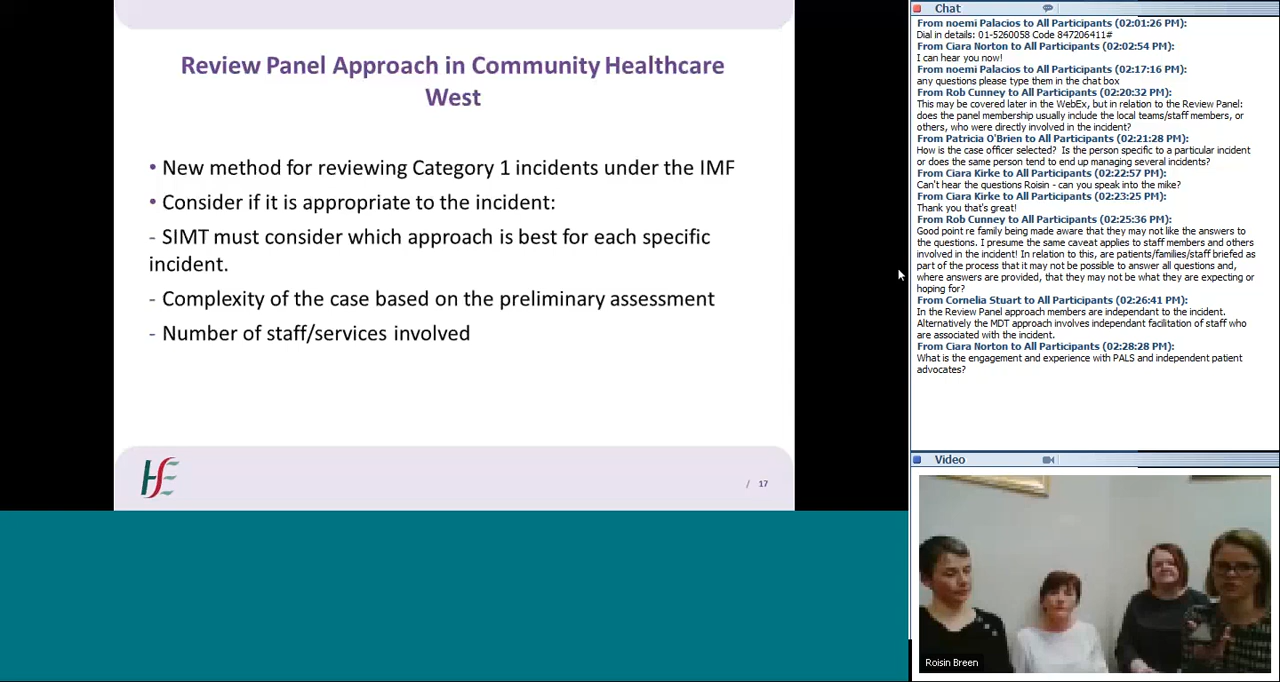 Review Panel Approach in Community Healthcare
West
• New method for reviewing Category 1 incidents under the IMF
• Consider if it is appropriate to the incident:
- SIMT must consider which approach is best for each specific
incident.
- Complexity of the case based on the preliminary assessment
- Number of staff/services involved
/ 17
Chat
From noemi Palacios to All Participants (02:01:26 PM):
Dial in details: 01-5260058 Code 847206411#
From Ciara Norton to All Participants (02:02:54 PM):
I can hear you now!
From noemi Palacios to All Participants (02:17:16 PM):
any questions please type them in the chat box
From Rob Cunney to All Participants (02:20:32 PM):
This may be covered later in the WebEx, but in relation to the Review Panel:
does the panel membership usually include the local teams/staff members, or
others, who were directly involved in the incident?
From Patricia O'Brien to All Participants (02:21:28 PM):
How is the case officer selected? Is the person specific to a particular incident
or does the same person tend to end up managing several incidents?
From Ciara Kirke to All Participants (02:22:57 PM):
Can't hear the questions Roisin - can you speak into the mike?
From Ciara Kirke to All Participants (02:23:25 PM):
Thank you that's great!
From Rob Cunney to All Participants (02:25:36 PM):
Good point re family being made aware that they may not like the answers to
the questions. I presume the same caveat applies to staff members and others
involved in the incident! In relation to this, are patients/families/staff briefed as
part of the process that it may not be possible to answer all questions and,
where answers are provided, that they may not be what they are expecting or
hoping for?
From Cornelia Stuart to All Participants (02:26:41 PM):
In the Review Panel approach members are independant to the incident.
Alternatively the MDT approach involves independant facilitation of staff who
are associated with the incident.
From Ciara Norton to All Participants (02:28:28 PM):
What is the engagement and experience with PALS and independent patient
advocates?
Video
Roisin Breen